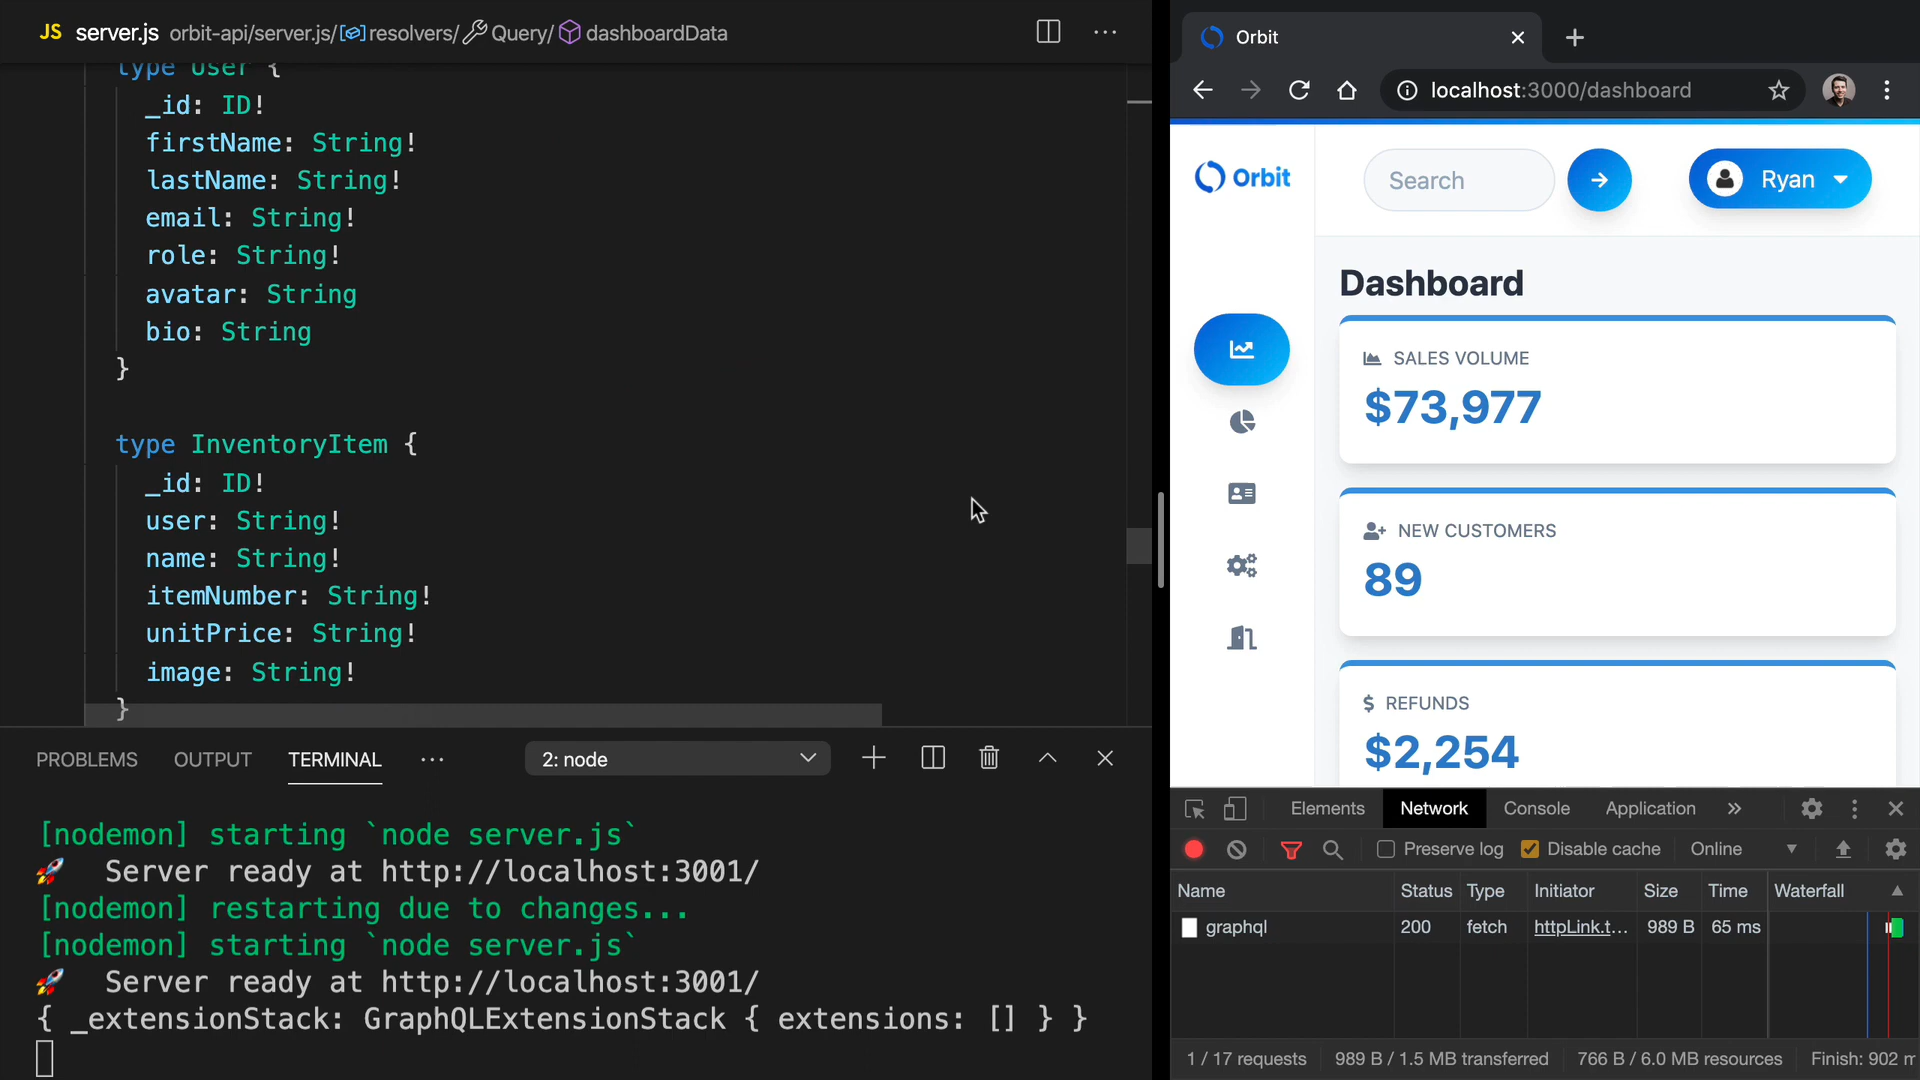 JS server.js orbit-api/server.js/ resolvers/ Query/ dashboardData
type User {
_id: ID!
firstName: String!
lastName: String!
email: String!
role: String!
avatar: String
bio: String
}
type InventoryItem {
_id: ID!
user: String!
name: String!
itemNumber: String!
unitPrice: String!
image: String!
}
PROBLEMS OUTPUT TERMINAL ··· 2: node
[nodemon] starting `node server.js`
🚀 Server ready at http://localhost:3001/
[nodemon] restarting due to changes...
[nodemon] starting `node server.js`
🚀 Server ready at http://localhost:3001/
{ _extensionStack: GraphQLExtensionStack { extensions: [] } }
Orbit
localhost:3000/dashboard
Orbit
Search
Ryan
Dashboard
SALES VOLUME
$73,977
NEW CUSTOMERS
89
$ REFUNDS
$2,254
Elements Network Console Application »
Preserve log Disable cache Online
Name Status Type Initiator Size Time Waterfall
graphql 200 fetch httpLink.t... 989 B 65 ms
1 / 17 requests 989 B / 1.5 MB transferred 766 B / 6.0 MB resources Finish: 902 m